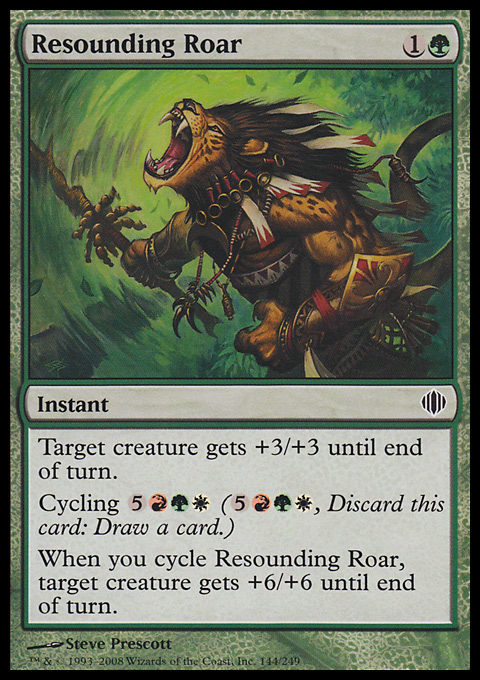 Resounding Roar 1
Instant
Target creature gets +3/+3 until end
of turn.
Cycling 5 (5, Discard this
card: Draw a card.)
When you cycle Resounding Roar,
target creature gets +6/+6 until end
of turn.
Steve Prescott
™ & © 1993–2008 Wizards of the Coast, Inc. 144/249